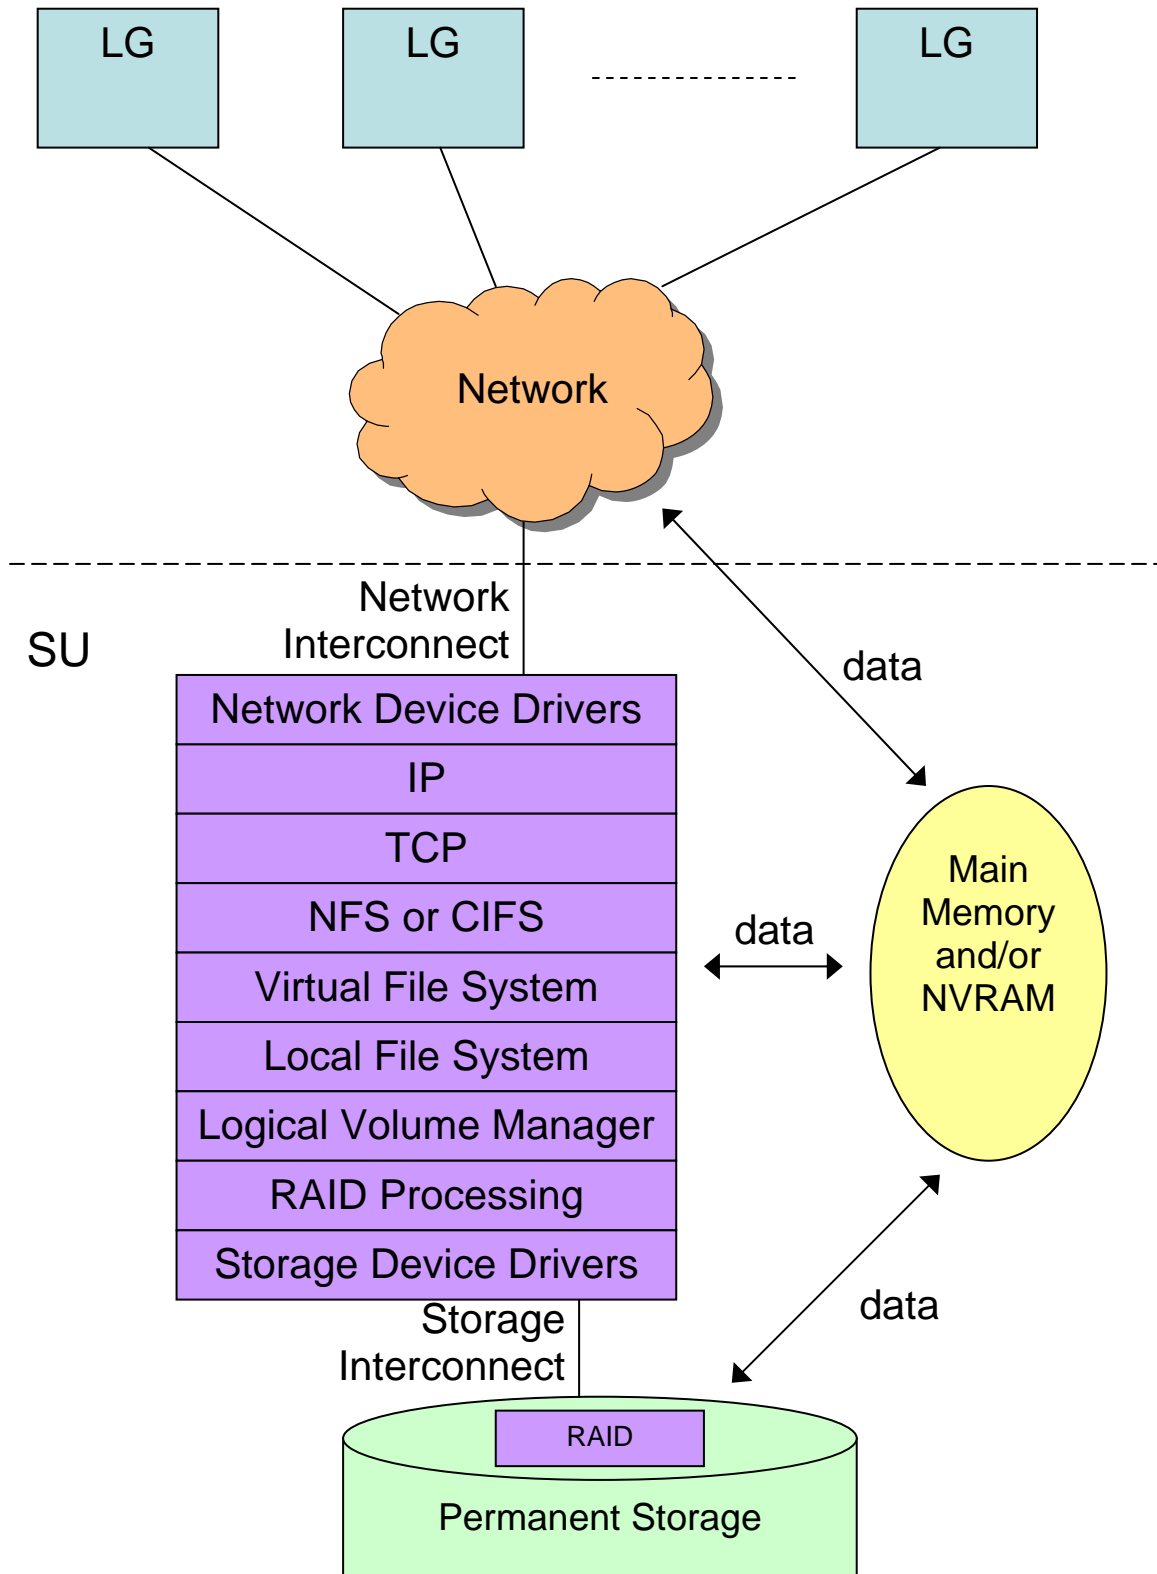 LG
LG
LG
Network
Network
Interconnect
SU
data
Network Device Drivers
IP
TCP
NFS or CIFS
Virtual File System
Local File System
Logical Volume Manager
RAID Processing
Storage Device Drivers
data
Main
Memory
and/or
NVRAM
Storage
Interconnect
data
RAID
Permanent Storage